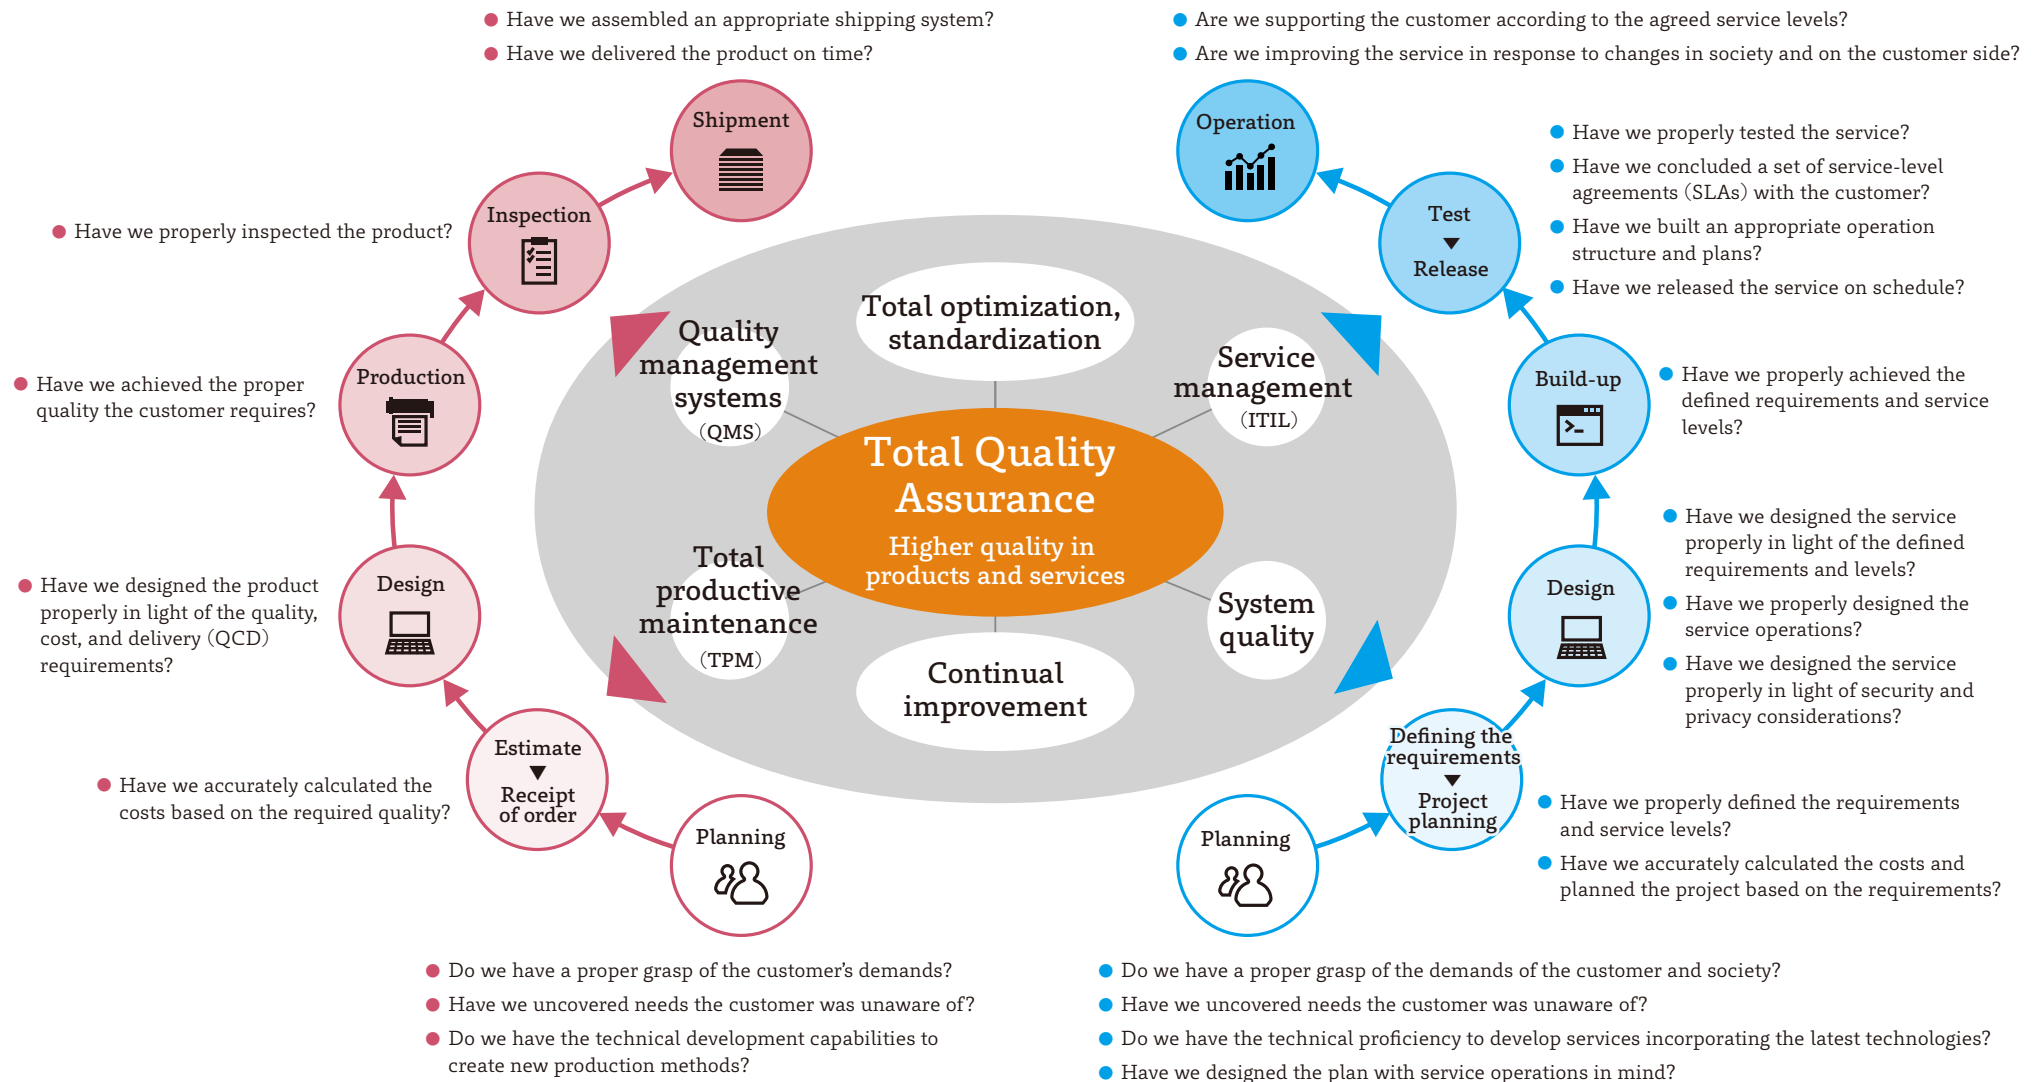 ● Have we assembled an appropriate shipping system?
● Have we delivered the product on time?
● Are we supporting the customer according to the agreed service levels?
● Are we improving the service in response to changes in society and on the customer side?
Shipment
Inspection
● Have we properly inspected the product?
Production
● Have we achieved the proper
quality the customer requires?
Design
● Have we designed the product
properly in light of the quality,
cost, and delivery (QCD)
requirements?
Estimate
▼
Receipt
of order
● Have we accurately calculated the
costs based on the required quality?
Planning
● Do we have a proper grasp of the customer's demands?
● Have we uncovered needs the customer was unaware of?
● Do we have the technical development capabilities to
create new production methods?
Total optimization,
standardization
Quality
management
systems
(QMS)
Service
management
(ITIL)
Total Quality
Assurance
Higher quality in
products and services
Total
productive
maintenance
(TPM)
System
quality
Continual
improvement
Operation
Test
▼
Release
● Have we properly tested the service?
● Have we concluded a set of service-level
agreements (SLAs) with the customer?
● Have we built an appropriate operation
structure and plans?
● Have we released the service on schedule?
Build-up
● Have we properly achieved the
defined requirements and service
levels?
Design
● Have we designed the service
properly in light of the defined
requirements and levels?
● Have we properly designed the
service operations?
● Have we designed the service
properly in light of security and
privacy considerations?
Defining the
requirements
▼
Project
planning
● Have we properly defined the requirements
and service levels?
● Have we accurately calculated the costs and
planned the project based on the requirements?
Planning
● Do we have a proper grasp of the demands of the customer and society?
● Have we uncovered needs the customer was unaware of?
● Do we have the technical proficiency to develop services incorporating the latest technologies?
● Have we designed the plan with service operations in mind?